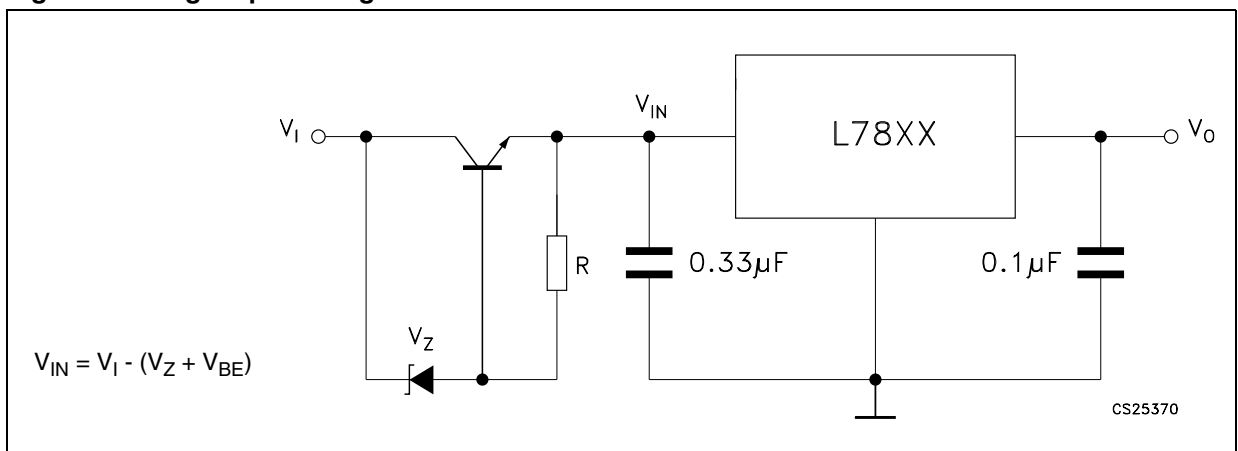 V_IN
V_I
L78XX
V_O
R
0.33µF
0.1µF
V_Z
V_IN = V_I - (V_Z + V_BE)
CS25370